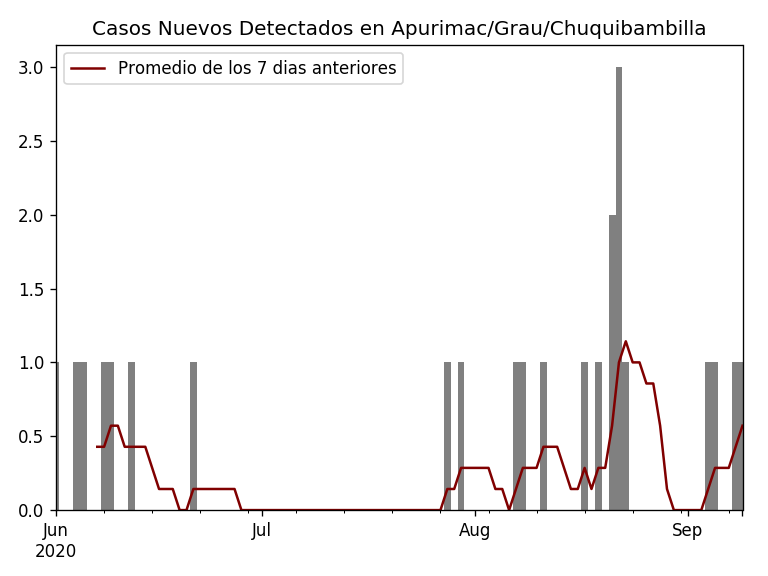 Casos Nuevos Detectados en Apurimac/Grau/Chuquibambilla
Promedio de los 7 dias anteriores
3.0
2.5
2.0
1.5
1.0
0.5
0.0
Jun Jul Aug Sep
2020